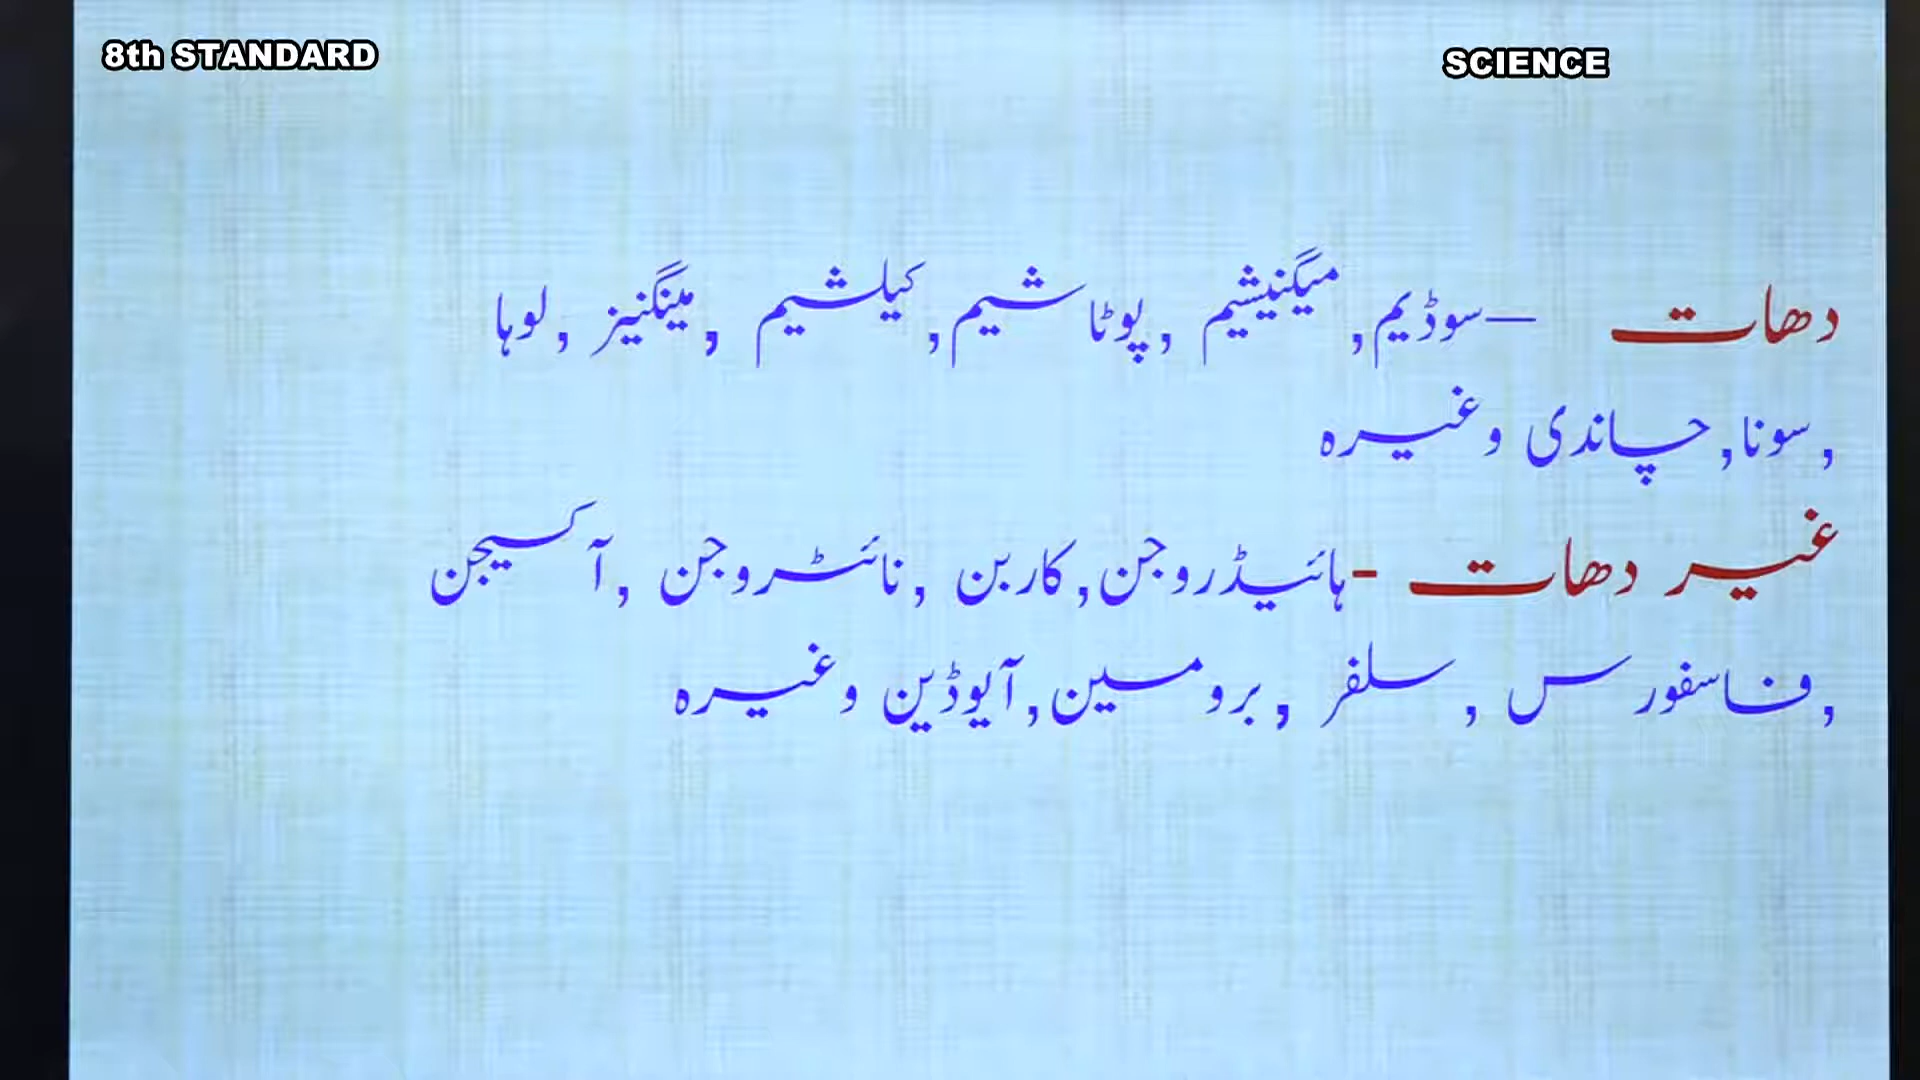 8th STANDARD
SCIENCE
دھات – سوڈیم , میگنیشیم , پوٹاشیم , کیلشیم , مینگنیز , لوہا
, سونا , چاندی وغیرہ
غیر دھات - ہائیڈروجن , کاربن , نائٹروجن , آکسیجن
, فاسفورس , سلفر , برومسین , آیوڈین وغیرہ